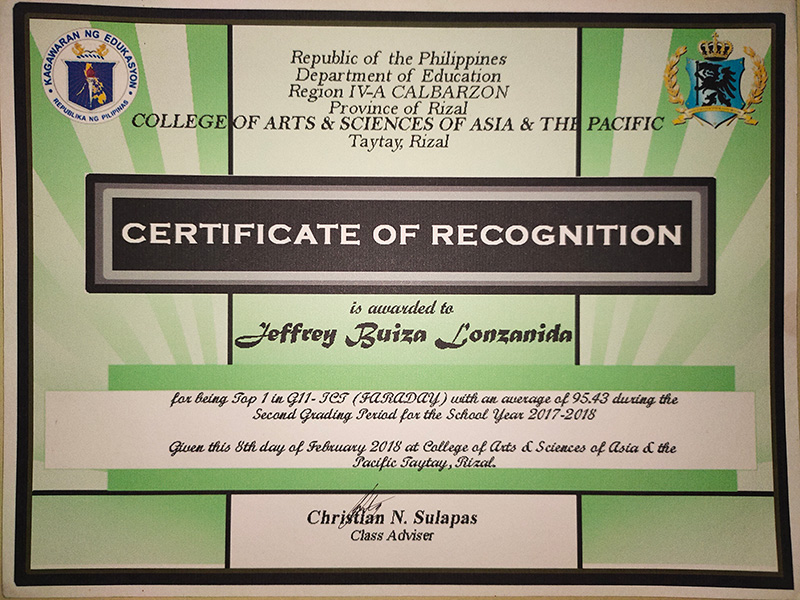 KAGAWARAN NG EDUKASYON
REPUBLIKA NG PILIPINAS
Republic of the Philippines
Department of Education
Region IV-A CALBARZON
Province of Rizal
COLLEGE OF ARTS & SCIENCES OF ASIA & THE PACIFIC
Taytay, Rizal
CERTIFICATE OF RECOGNITION
is awarded to
Jeffrey Buiza Lonzanida
for being Top 1 in G11- ICT (FARADAY) with an average of 95.43 during the
Second Grading Period for the School Year 2017-2018
Given this 8th day of February 2018 at College of Arts & Sciences of Asia & the
Pacific Taytay, Rizal.
Christian N. Sulapas
Class Adviser